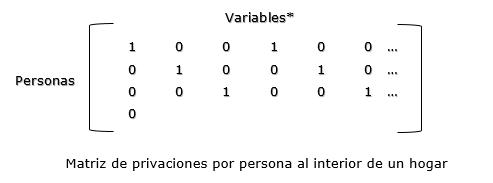 Variables*
1 0 0 1 0 0 ...
0 1 0 0 1 0 ...
Personas
0 0 1 0 0 1 ...
0
Matriz de privaciones por persona al interior de un hogar